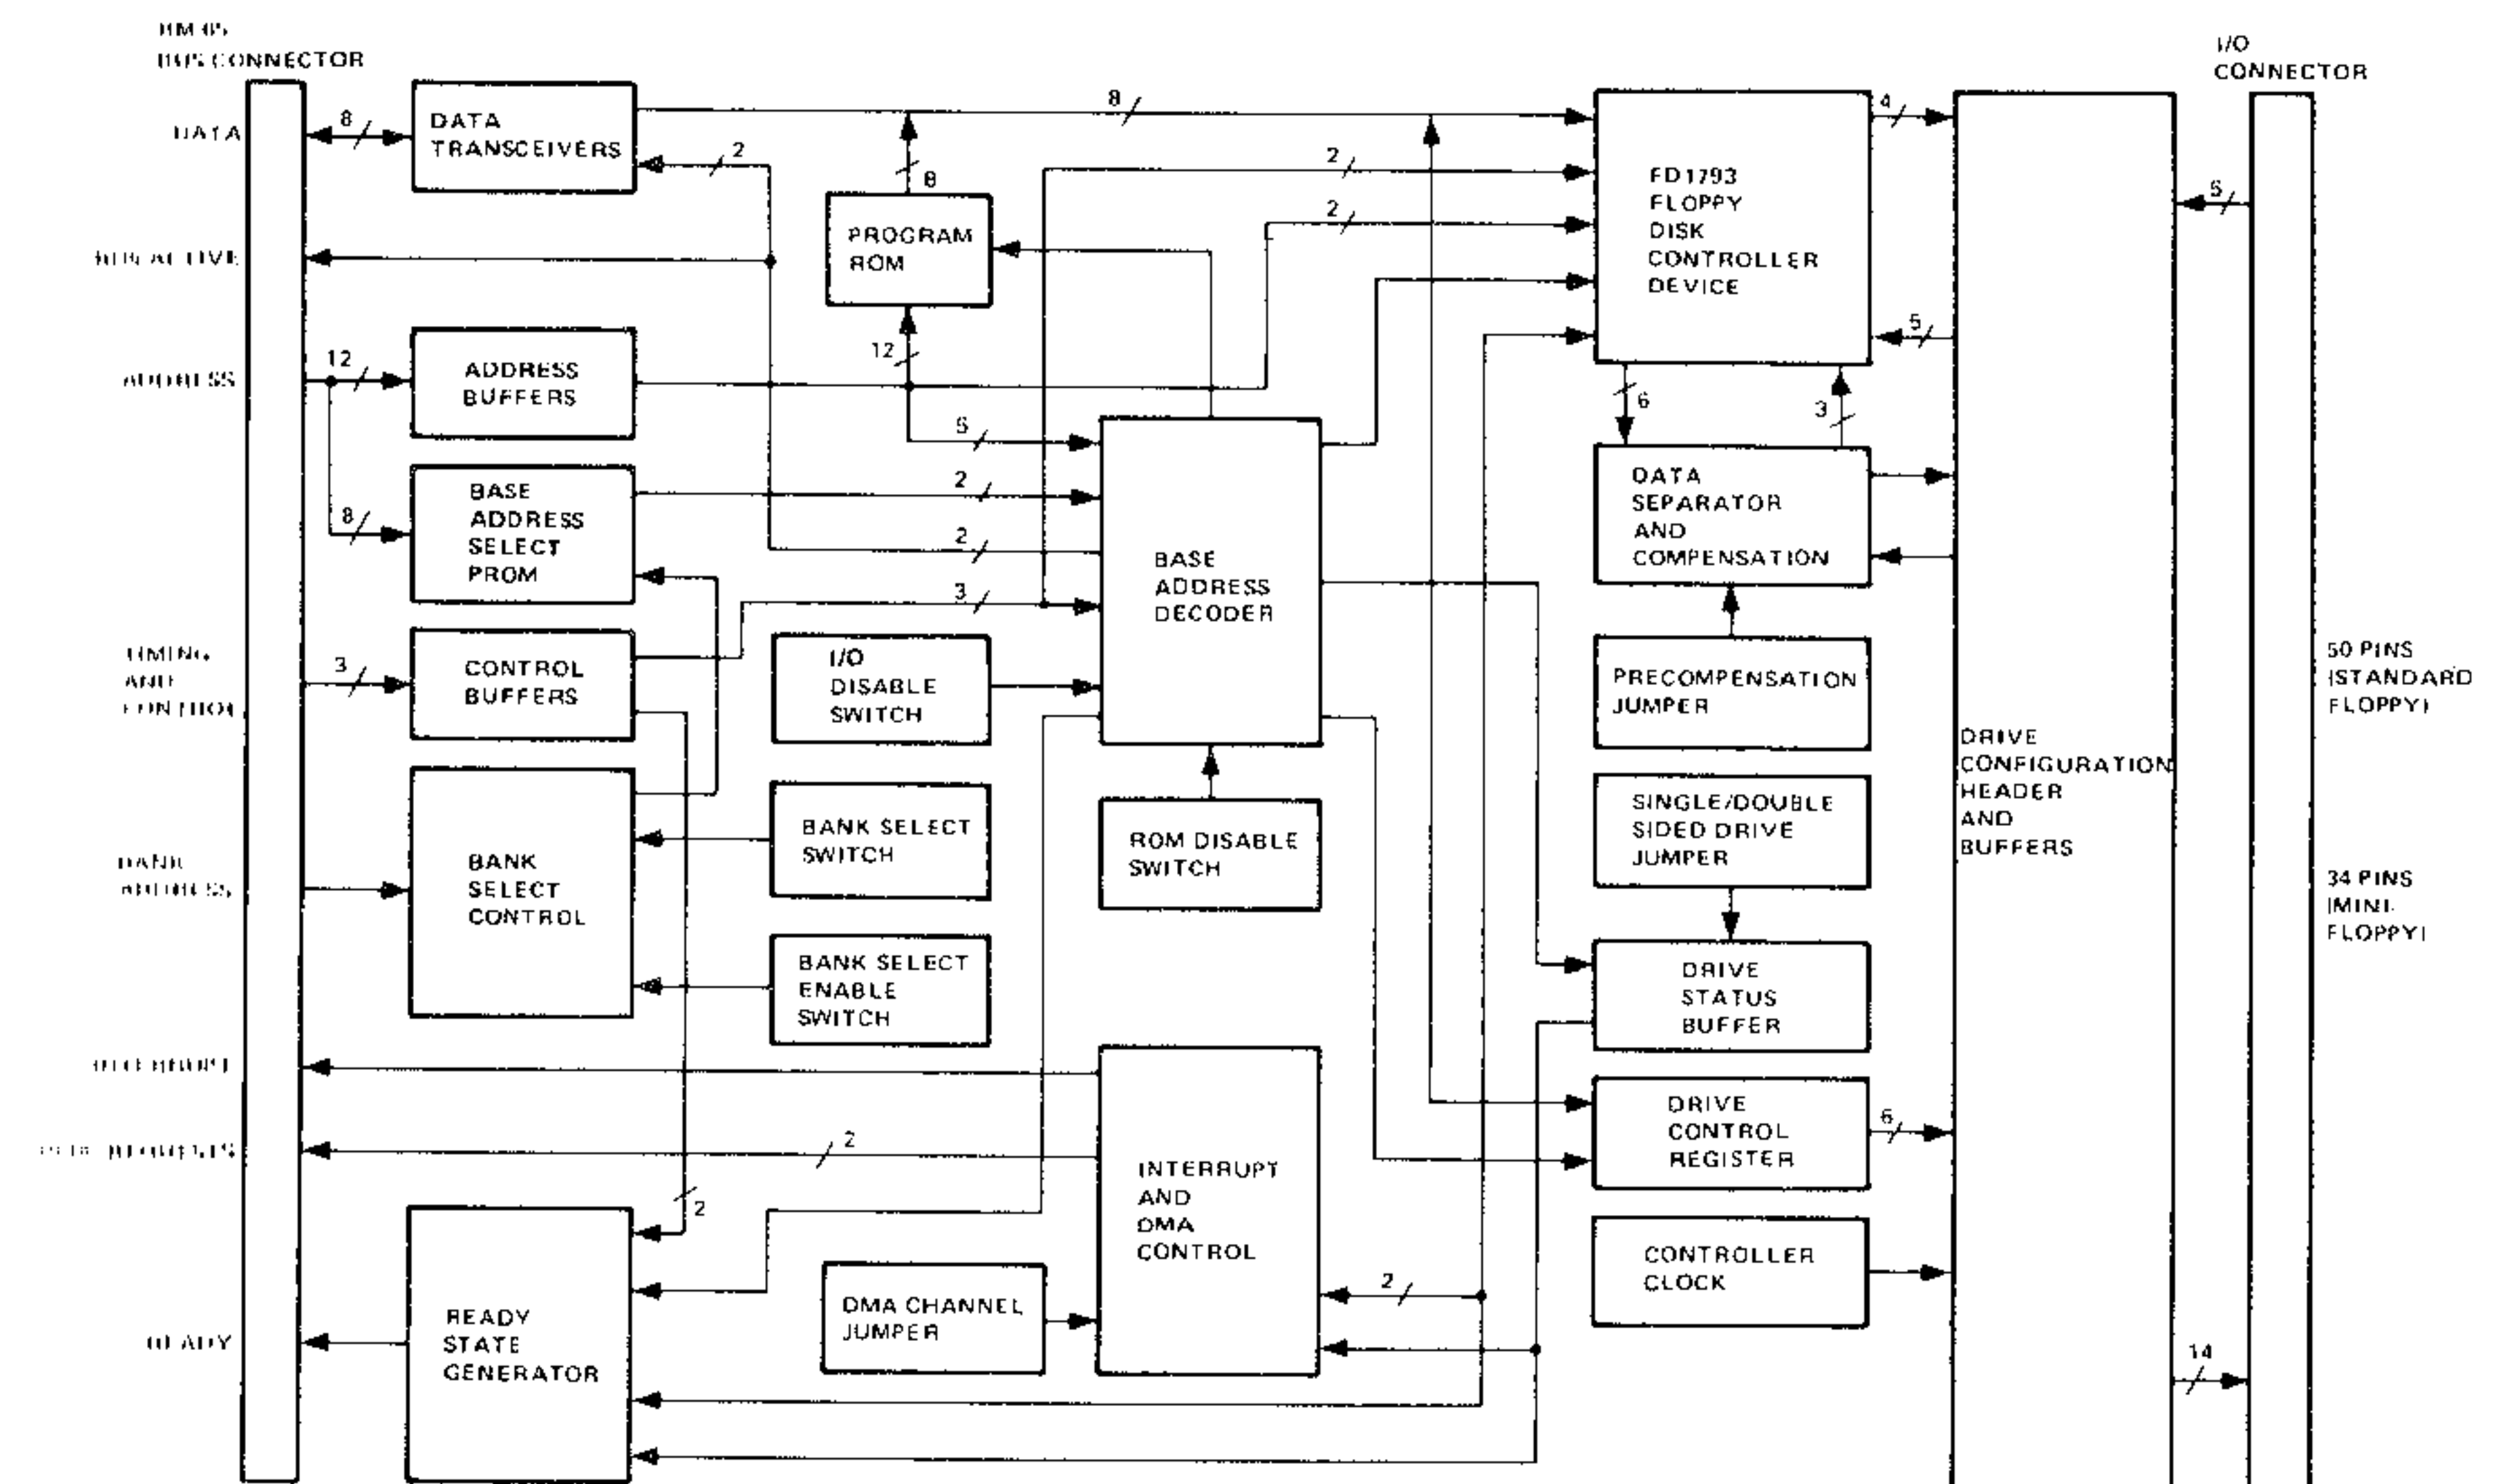 BUS CONNECTOR
I/O
CONNECTOR
DATA
8
DATA
TRANSCEIVERS
2
8
8
PROGRAM
ROM
12
2
2
FD1793
FLOPPY
DISK
CONTROLLER
DEVICE
4
5
5
6
3
ADDRESS
12
ADDRESS
BUFFERS
8
BASE
ADDRESS
SELECT
PROM
5
2
2
3
BASE
ADDRESS
DECODER
DATA
SEPARATOR
AND
COMPENSATION
TIMING
AND
CONTROL
3
CONTROL
BUFFERS
I/O
DISABLE
SWITCH
PRECOMPENSATION
JUMPER
50 PINS
(STANDARD
FLOPPY)
DRIVE
CONFIGURATION
HEADER
AND
BUFFERS
BANK
ADDRESS
BANK
SELECT
CONTROL
BANK SELECT
SWITCH
ROM DISABLE
SWITCH
SINGLE/DOUBLE
SIDED DRIVE
JUMPER
34 PINS
(MINI-
FLOPPY)
BANK SELECT
ENABLE
SWITCH
DRIVE
STATUS
BUFFER
2
2
INTERRUPT
AND
DMA
CONTROL
DRIVE
CONTROL
REGISTER
6
READY
READY
STATE
GENERATOR
DMA CHANNEL
JUMPER
2
CONTROLLER
CLOCK
14